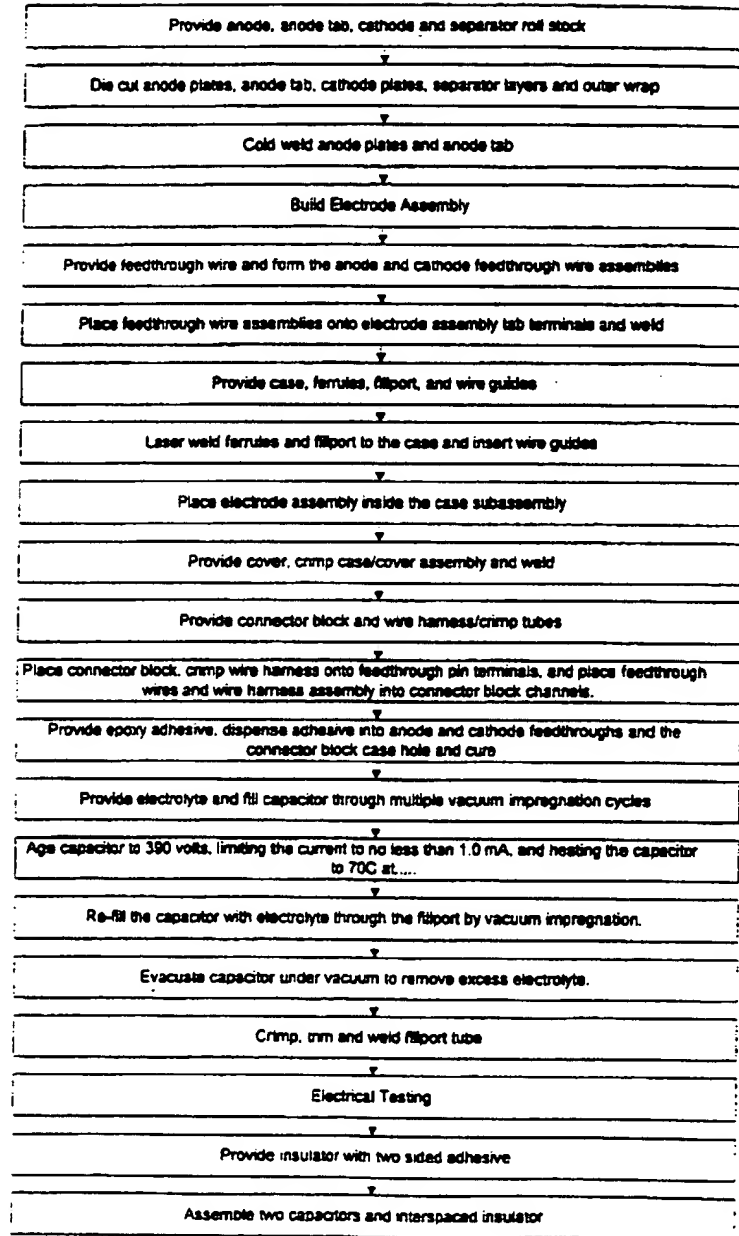 Provide anode, anode tab, cathode and separator roll stock
Die cut anode plates, anode tab, cathode plates, separator layers and outer wrap
Cold weld anode plates and anode tab
Build Electrode Assembly
Provide feedthrough wire and form the anode and cathode feedthrough wire assemblies
Place feedthrough wire assemblies onto electrode assembly tab terminals and weld
Provide case, ferrules, fillport, and wire guides
Laser weld ferrules and fillport to the case and insert wire guides
Place electrode assembly inside the case subassembly
Provide cover, crimp case/cover assembly and weld
Provide connector block and wire harness/crimp tubes
Place connector block, crimp wire harness onto feedthrough pin terminals, and place feedthrough
wires and wire harness assembly into connector block channels.
Provide epoxy adhesive, dispense adhesive into anode and cathode feedthroughs and the
connector block case hole and cure
Provide electrolyte and fill capacitor through multiple vacuum impregnation cycles
Age capacitor to 390 volts, limiting the current to no less than 1.0 mA, and heating the capacitor
to 70C at.....
Re-fill the capacitor with electrolyte through the fillport by vacuum impregnation.
Evacuate capacitor under vacuum to remove excess electrolyte.
Crimp, trim and weld fillport tube
Electrical Testing
Provide insulator with two sided adhesive
Assemble two capacitors and interspaced insulator